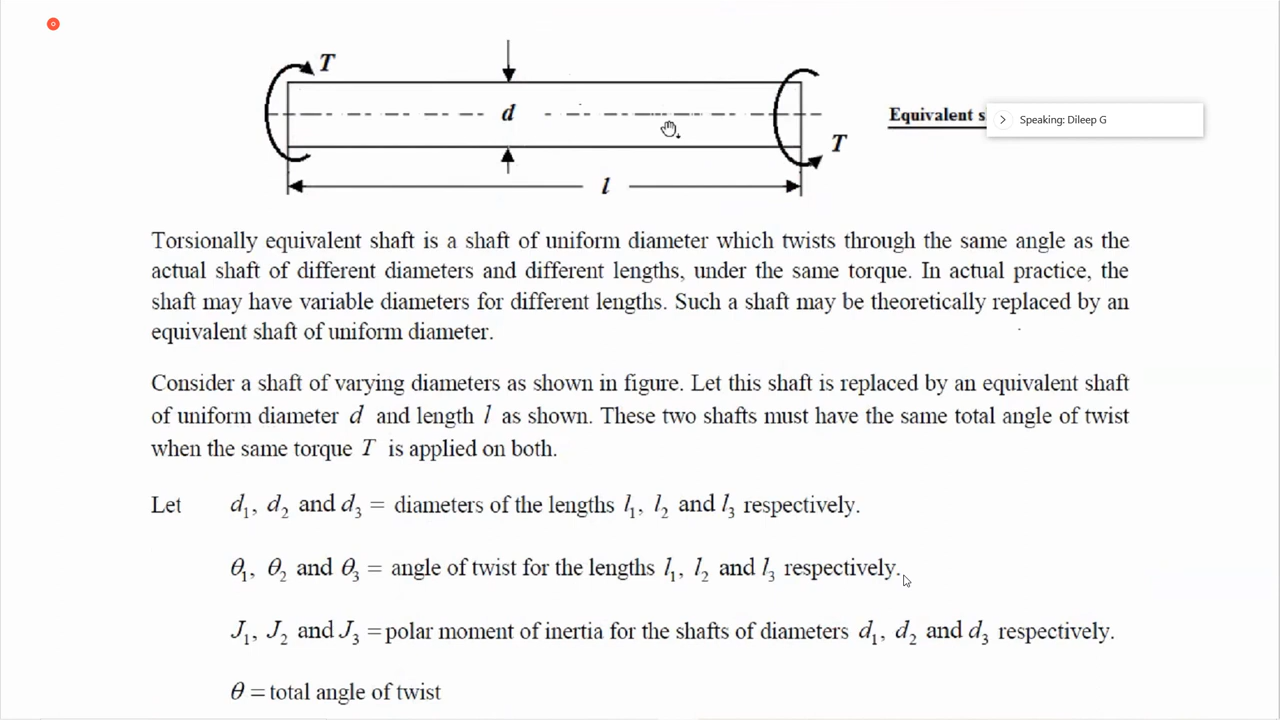 T
d
Equivalent s
Speaking: Dileep G
T
l
Torsionally equivalent shaft is a shaft of uniform diameter which twists through the same angle as the
actual shaft of different diameters and different lengths, under the same torque. In actual practice, the
shaft may have variable diameters for different lengths. Such a shaft may be theoretically replaced by an
equivalent shaft of uniform diameter.
Consider a shaft of varying diameters as shown in figure. Let this shaft is replaced by an equivalent shaft
of uniform diameter d and length l as shown. These two shafts must have the same total angle of twist
when the same torque T is applied on both.
Let d₁, d₂ and d₃ = diameters of the lengths l₁, l₂ and l₃ respectively.
θ₁, θ₂ and θ₃ = angle of twist for the lengths l₁, l₂ and l₃ respectively.
J₁, J₂ and J₃ = polar moment of inertia for the shafts of diameters d₁, d₂ and d₃ respectively.
θ = total angle of twist